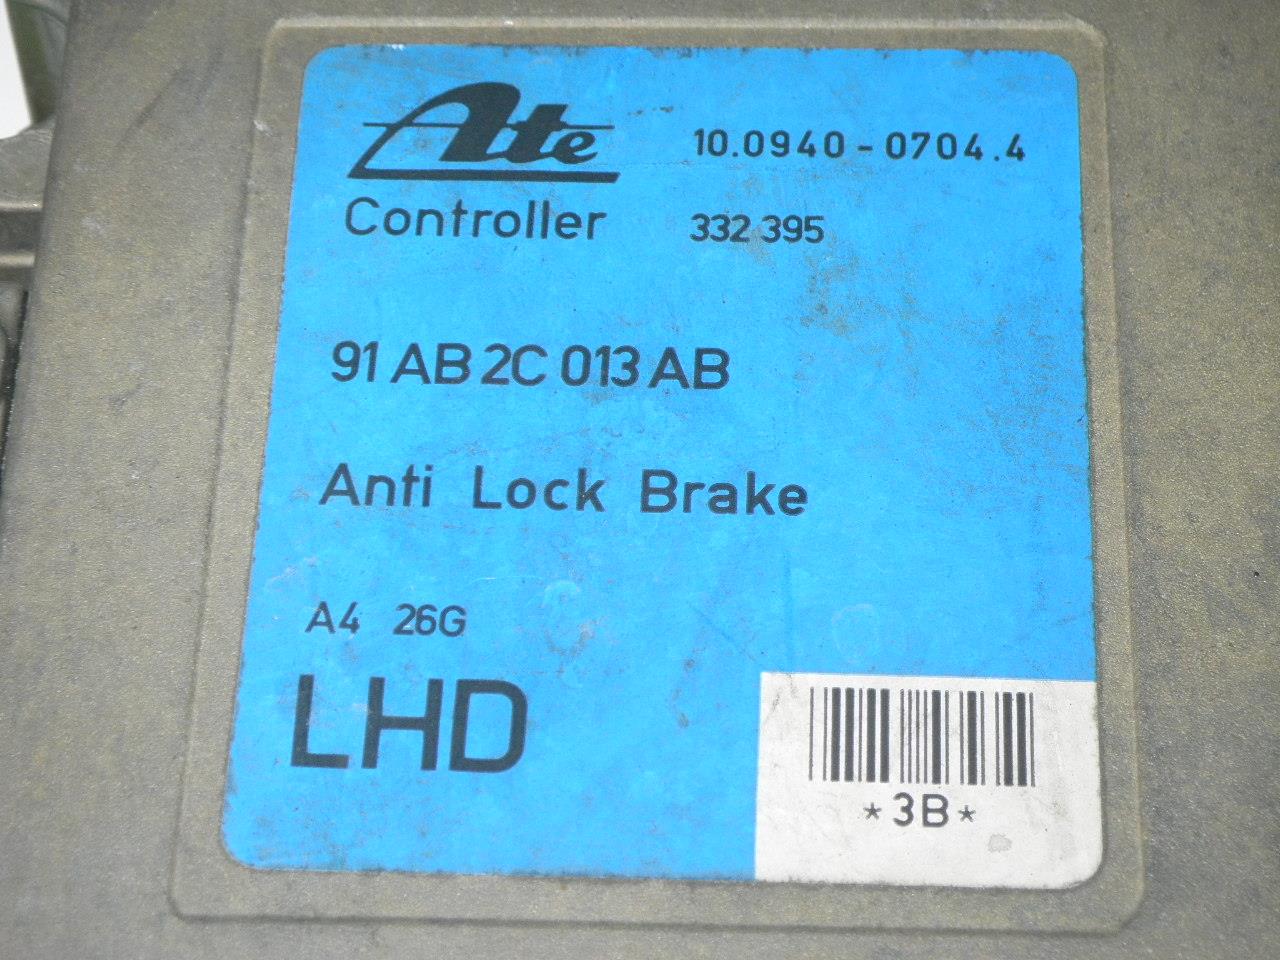 Ate 10.0940-0704.4
Controller 332 395
91 AB 2C 013 AB
Anti Lock Brake
A4 26G
LHD
*3B*